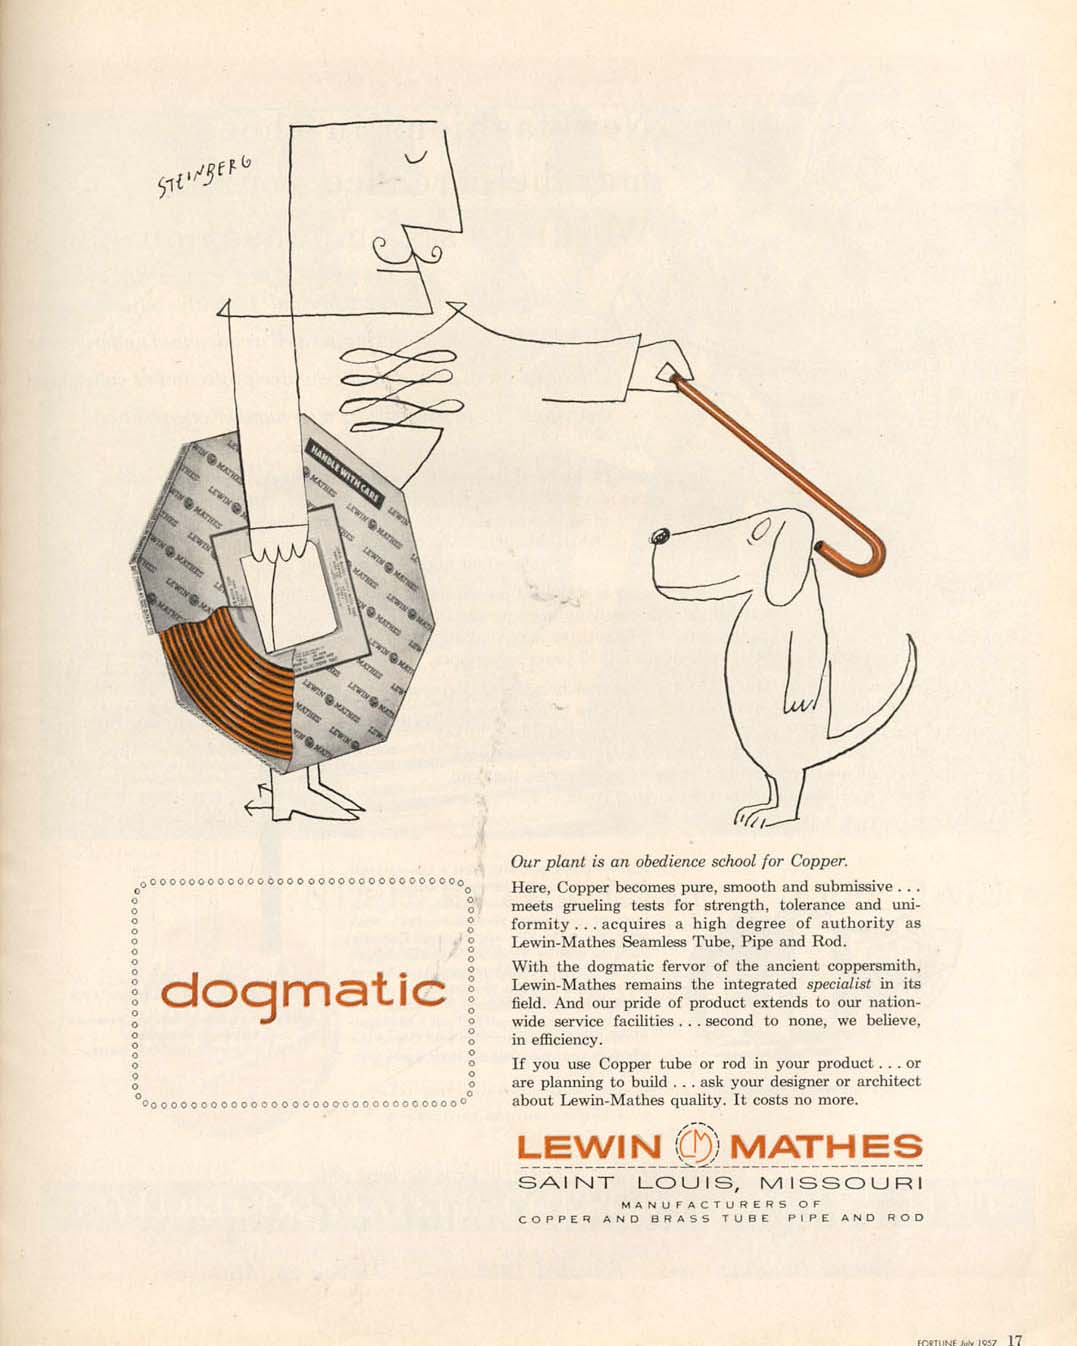 STEINBERG
HANDLE WITH CARE
LEWIN MATHES
Our plant is an obedience school for Copper.
Here, Copper becomes pure, smooth and submissive . . .
meets grueling tests for strength, tolerance and uni-
formity . . . acquires a high degree of authority as
Lewin-Mathes Seamless Tube, Pipe and Rod.
With the dogmatic fervor of the ancient coppersmith,
Lewin-Mathes remains the integrated specialist in its
field. And our pride of product extends to our nation-
wide service facilities . . . second to none, we believe,
in efficiency.
If you use Copper tube or rod in your product . . . or
are planning to build . . . ask your designer or architect
about Lewin-Mathes quality. It costs no more.
dogmatic
LEWIN LM MATHES
SAINT LOUIS, MISSOURI
MANUFACTURERS OF
COPPER AND BRASS TUBE PIPE AND ROD
FORTUNE July 1957 17